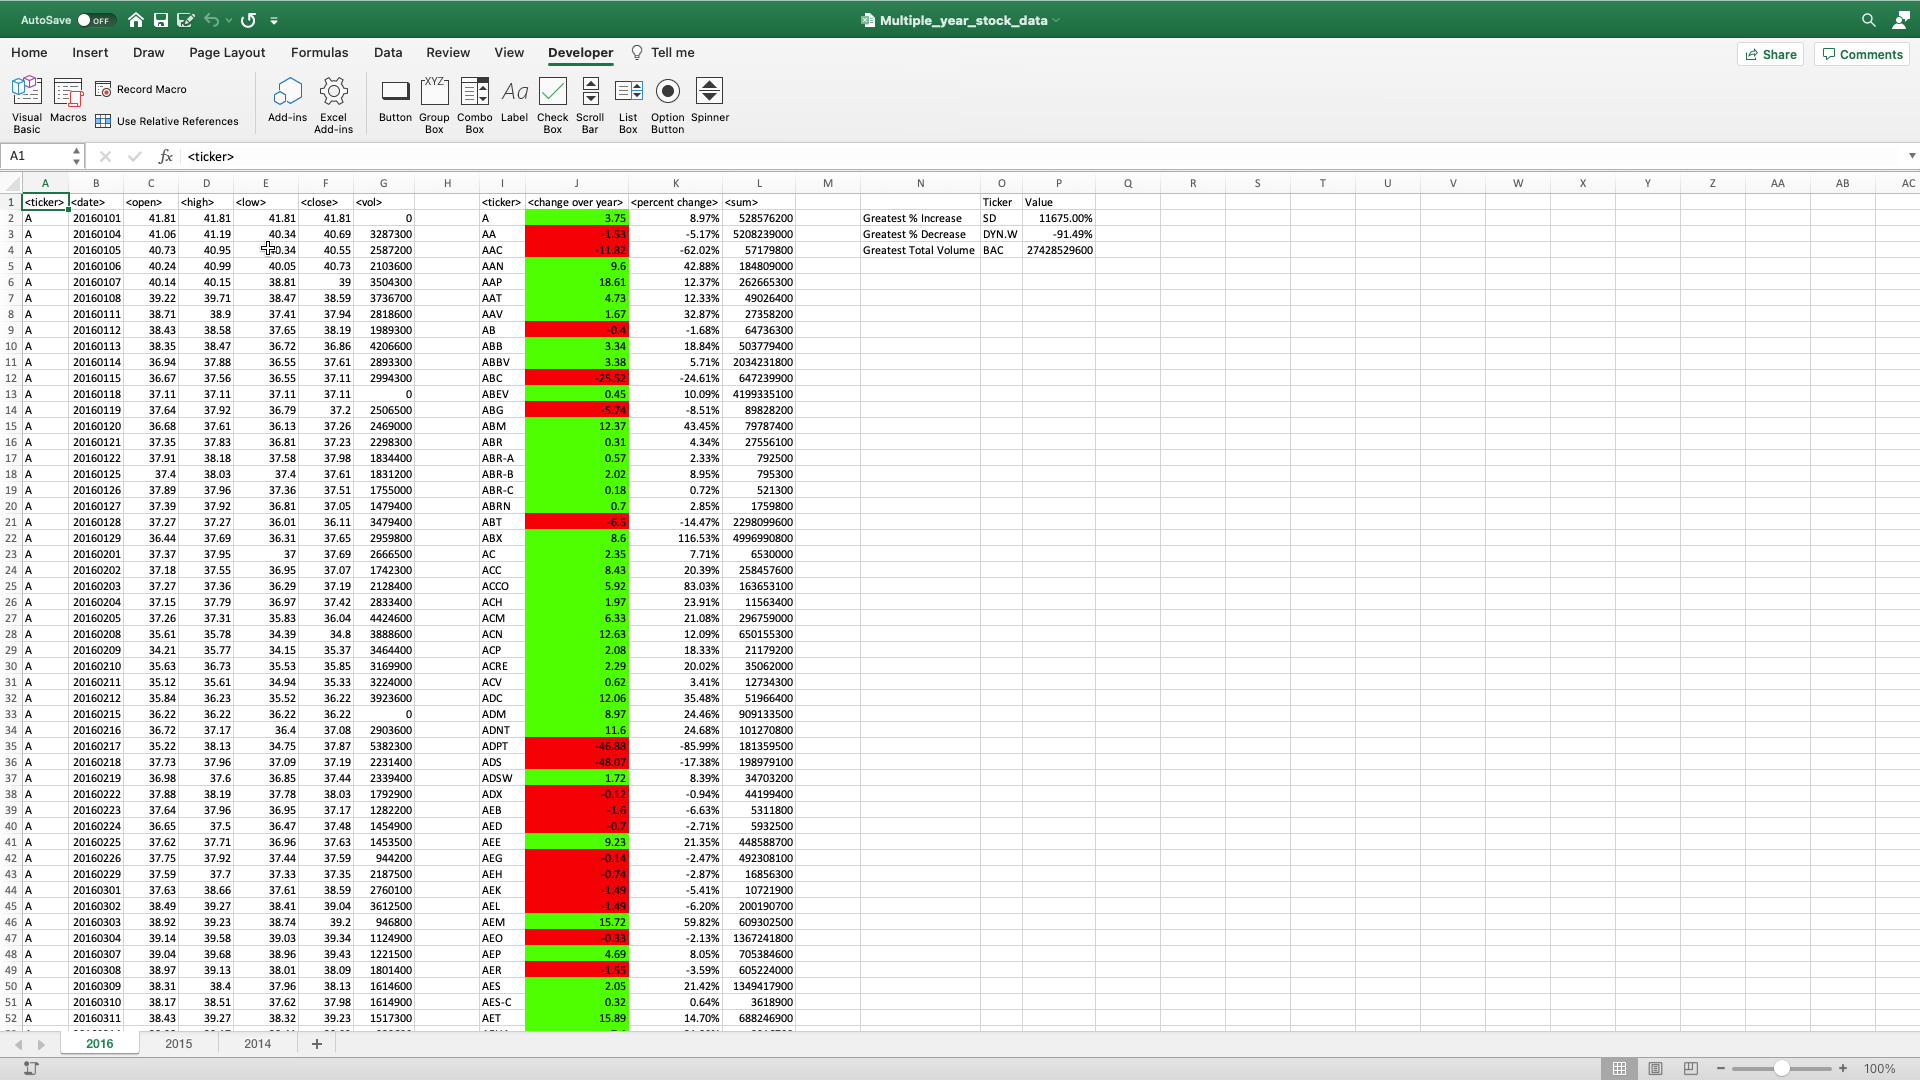 AutoSave OFF Multiple_year_stock_data
Home Insert Draw Page Layout Formulas Data Review View Developer Tell me Share Comments
Visual Basic Macros Record Macro Use Relative References Add-ins Excel Add-ins Button Group Box Combo Box Label Check Box Scroll Bar List Box Option Button Spinner
A1 fx <ticker>
A B C D E F G H I J K L M N O P Q R S T U V W X Y Z AA AB AC
1 <ticker> <date> <open> <high> <low> <close> <vol> <ticker> <change over year> <percent change> <sum> Ticker Value
2 A 20160101 41.81 41.81 41.81 41.81 0 A 3.75 8.97% 528576200 Greatest % Increase SD 11675.00%
3 A 20160104 41.06 41.19 40.34 40.69 3287300 AA -1.53 -5.17% 5208239000 Greatest % Decrease DYN.W -91.49%
4 A 20160105 40.73 40.95 40.34 40.55 2587200 AAC -11.82 -62.02% 57179800 Greatest Total Volume BAC 27428529600
5 A 20160106 40.24 40.99 40.05 40.73 2103600 AAN 9.6 42.88% 184809000
6 A 20160107 40.14 40.15 38.81 39 3504300 AAP 18.61 12.37% 262665300
7 A 20160108 39.22 39.71 38.47 38.59 3736700 AAT 4.73 12.33% 49026400
8 A 20160111 38.71 38.9 37.41 37.94 2818600 AAV 1.67 32.87% 27358200
9 A 20160112 38.43 38.58 37.65 38.19 1989300 AB -0.4 -1.68% 64736300
10 A 20160113 38.35 38.47 36.72 36.86 4206600 ABB 3.34 18.84% 503779400
11 A 20160114 36.94 37.88 36.55 37.61 2893300 ABBV 3.38 5.71% 2034231800
12 A 20160115 36.67 37.56 36.55 37.11 2994300 ABC -25.52 -24.61% 647239900
13 A 20160118 37.11 37.11 37.11 37.11 0 ABEV 0.45 10.09% 4199335100
14 A 20160119 37.64 37.92 36.79 37.2 2506500 ABG -5.74 -8.51% 89828200
15 A 20160120 36.68 37.61 36.13 37.26 2469000 ABM 12.37 43.45% 79787400
16 A 20160121 37.35 37.83 36.81 37.23 2298300 ABR 0.31 4.34% 27556100
17 A 20160122 37.91 38.18 37.58 37.98 1834400 ABR-A 0.57 2.33% 792500
18 A 20160125 37.4 38.03 37.4 37.61 1831200 ABR-B 2.02 8.95% 795300
19 A 20160126 37.89 37.96 37.36 37.51 1755000 ABR-C 0.18 0.72% 521300
20 A 20160127 37.39 37.92 36.81 37.05 1479400 ABRN 0.7 2.85% 1759800
21 A 20160128 37.27 37.27 36.01 36.11 3479400 ABT -6.5 -14.47% 2298099600
22 A 20160129 36.44 37.69 36.31 37.65 2959800 ABX 8.6 116.53% 4996990800
23 A 20160201 37.37 37.95 37 37.69 2666500 AC 2.35 7.71% 6530000
24 A 20160202 37.18 37.55 36.95 37.07 1742300 ACC 8.43 20.39% 258457600
25 A 20160203 37.27 37.36 36.29 37.19 2128400 ACCO 5.92 83.03% 163653100
26 A 20160204 37.15 37.79 36.97 37.42 2833400 ACH 1.97 23.91% 11563400
27 A 20160205 37.26 37.31 35.83 36.04 4424600 ACM 6.33 21.08% 296759000
28 A 20160208 35.61 35.78 34.39 34.8 3888600 ACN 12.63 12.09% 650155300
29 A 20160209 34.21 35.77 34.15 35.37 3464400 ACP 2.08 18.33% 21179200
30 A 20160210 35.63 36.73 35.53 35.85 3169900 ACRE 2.29 20.02% 35062000
31 A 20160211 35.12 35.61 34.94 35.33 3224000 ACV 0.62 3.41% 12734300
32 A 20160212 35.84 36.23 35.52 36.22 3923600 ADC 12.06 35.48% 51966400
33 A 20160215 36.22 36.22 36.22 36.22 0 ADM 8.97 24.46% 909133500
34 A 20160216 36.72 37.17 36.4 37.08 2903600 ADNT 11.6 24.68% 101270800
35 A 20160217 35.22 38.13 34.75 37.87 5382300 ADPT -46.88 -85.99% 181359500
36 A 20160218 37.73 37.96 37.09 37.19 2231400 ADS -48.07 -17.38% 198979100
37 A 20160219 36.98 37.6 36.85 37.44 2339400 ADSW 1.72 8.39% 34703200
38 A 20160222 37.88 38.19 37.78 38.03 1792900 ADX -0.12 -0.94% 44199400
39 A 20160223 37.64 37.96 36.95 37.17 1282200 AEB -1.6 -6.63% 5311800
40 A 20160224 36.65 37.5 36.47 37.48 1454900 AED -0.7 -2.71% 5932500
41 A 20160225 37.62 37.71 36.96 37.63 1453500 AEE 9.23 21.35% 448588700
42 A 20160226 37.75 37.92 37.44 37.59 944200 AEG -0.14 -2.47% 492308100
43 A 20160229 37.59 37.7 37.33 37.35 2187500 AEH -0.74 -2.87% 16856300
44 A 20160301 37.63 38.66 37.61 38.59 2760100 AEK -1.49 -5.41% 10721900
45 A 20160302 38.49 39.27 38.41 39.04 3612500 AEL -1.49 -6.20% 200190700
46 A 20160303 38.92 39.23 38.74 39.2 946800 AEM 15.72 59.82% 609302500
47 A 20160304 39.14 39.58 39.03 39.34 1124900 AEO -0.33 -2.13% 1367241800
48 A 20160307 39.04 39.68 38.96 39.43 1221500 AEP 4.69 8.05% 705384600
49 A 20160308 38.97 39.13 38.01 38.09 1801400 AER -1.55 -3.59% 605224000
50 A 20160309 38.31 38.4 37.96 38.13 1614600 AES 2.05 21.42% 1349417900
51 A 20160310 38.17 38.51 37.62 37.98 1614900 AES-C 0.32 0.64% 3618900
52 A 20160311 38.43 39.27 38.32 39.23 1517300 AET 15.89 14.70% 688246900
2016 2015 2014
100%